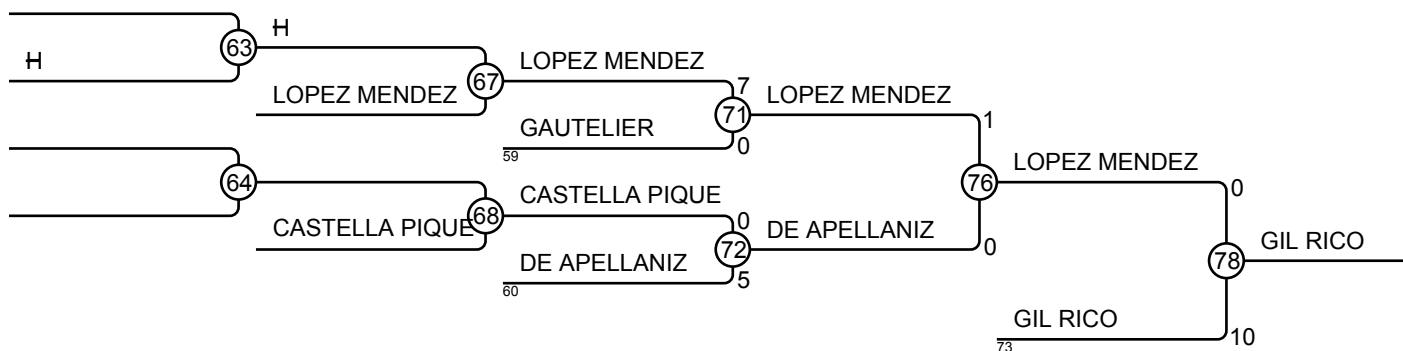 H
63
H
LOPEZ MENDEZ
67
LOPEZ MENDEZ
7
GAUTELIER
59
71
0
LOPEZ MENDEZ
1
64
CASTELLA PIQUE
68
CASTELLA PIQUE
0
DE APELLANIZ
60
72
5
DE APELLANIZ
0
76
LOPEZ MENDEZ
0
GIL RICO
73
78
10
GIL RICO